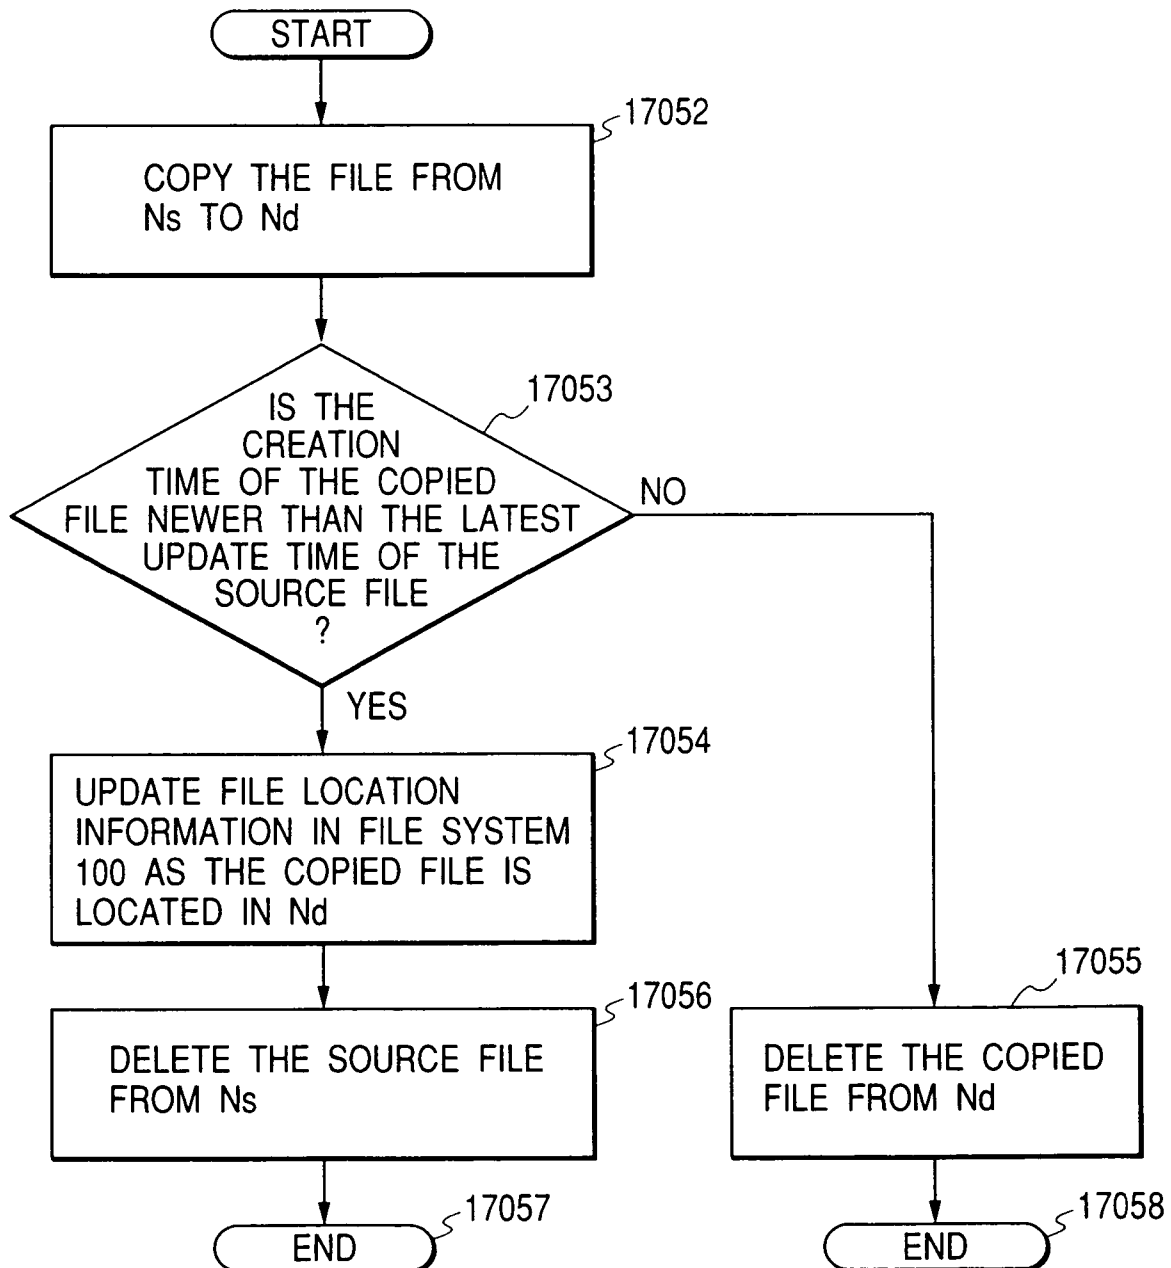 START
17052
COPY THE FILE FROM
Ns TO Nd
17053
IS THE
CREATION
TIME OF THE COPIED
FILE NEWER THAN THE LATEST
UPDATE TIME OF THE
SOURCE FILE
?
NO
YES
17054
UPDATE FILE LOCATION
INFORMATION IN FILE SYSTEM
100 AS THE COPIED FILE IS
LOCATED IN Nd
17056
DELETE THE SOURCE FILE
FROM Ns
17055
DELETE THE COPIED
FILE FROM Nd
17057
END
17058
END